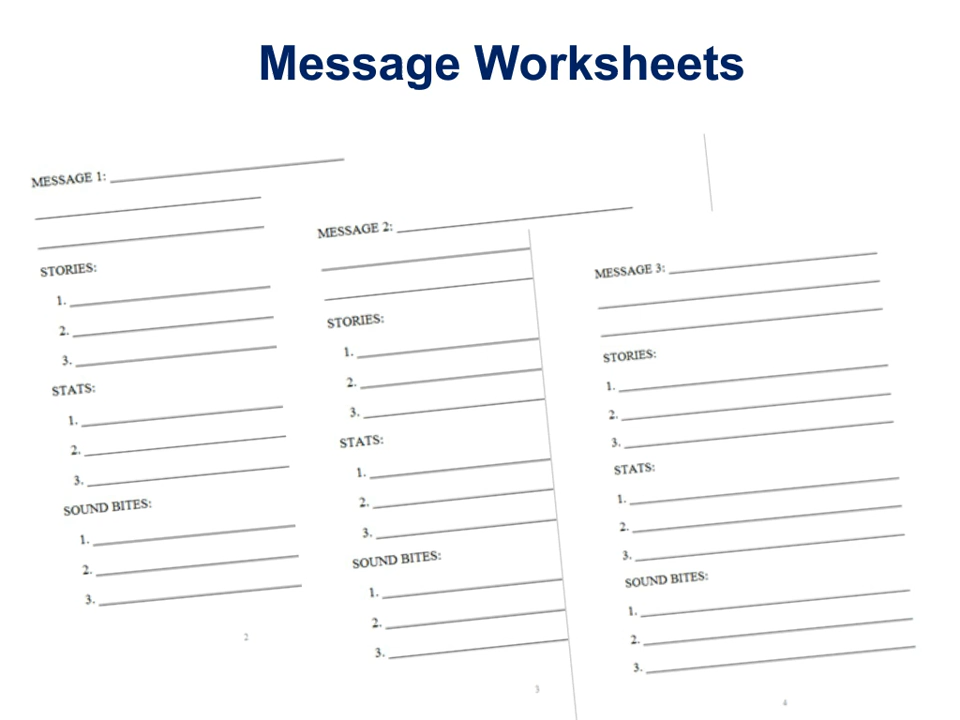 Message Worksheets
MESSAGE 1:
STORIES:
1.
2.
3.
STATS:
1.
2.
3.
SOUND BITES:
1.
2.
3.
2
MESSAGE 2:
STORIES:
1.
2.
3.
STATS:
1.
2.
3.
SOUND BITES:
1.
2.
3.
3
MESSAGE 3:
STORIES:
1.
2.
3.
STATS:
1.
2.
3.
SOUND BITES:
1.
2.
3.
4